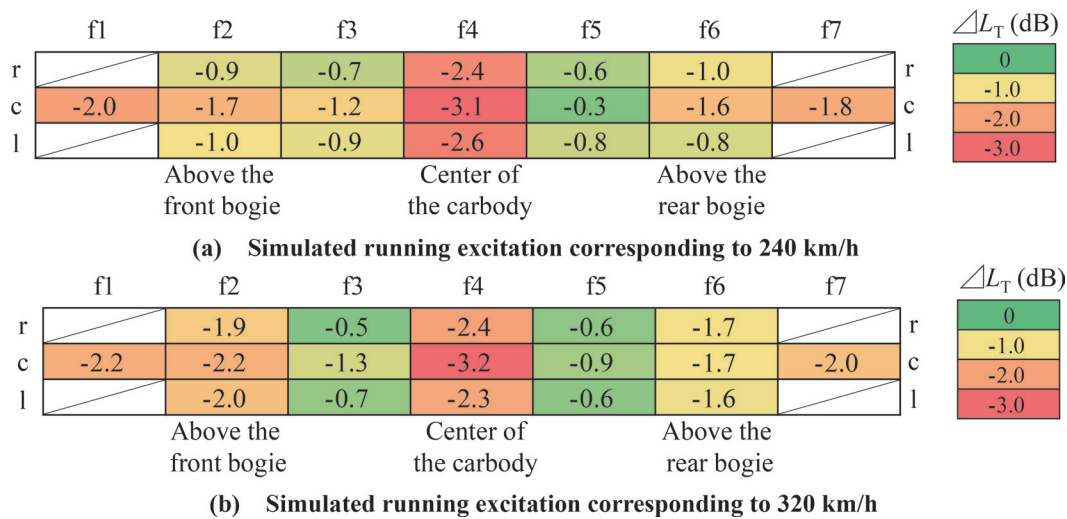 f1 f2 f3 f4 f5 f6 f7 ⊿LT (dB)
r -0.9 -0.7 -2.4 -0.6 -1.0 r 0
c -2.0 -1.7 -1.2 -3.1 -0.3 -1.6 -1.8 c -1.0
l -1.0 -0.9 -2.6 -0.8 -0.8 l -2.0
-3.0
Above the Center of Above the
front bogie the carbody rear bogie
(a) Simulated running excitation corresponding to 240 km/h
f1 f2 f3 f4 f5 f6 f7 ⊿LT (dB)
r -1.9 -0.5 -2.4 -0.6 -1.7 r 0
c -2.2 -2.2 -1.3 -3.2 -0.9 -1.7 -2.0 c -1.0
l -2.0 -0.7 -2.3 -0.6 -1.6 l -2.0
-3.0
Above the Center of Above the
front bogie the carbody rear bogie
(b) Simulated running excitation corresponding to 320 km/h